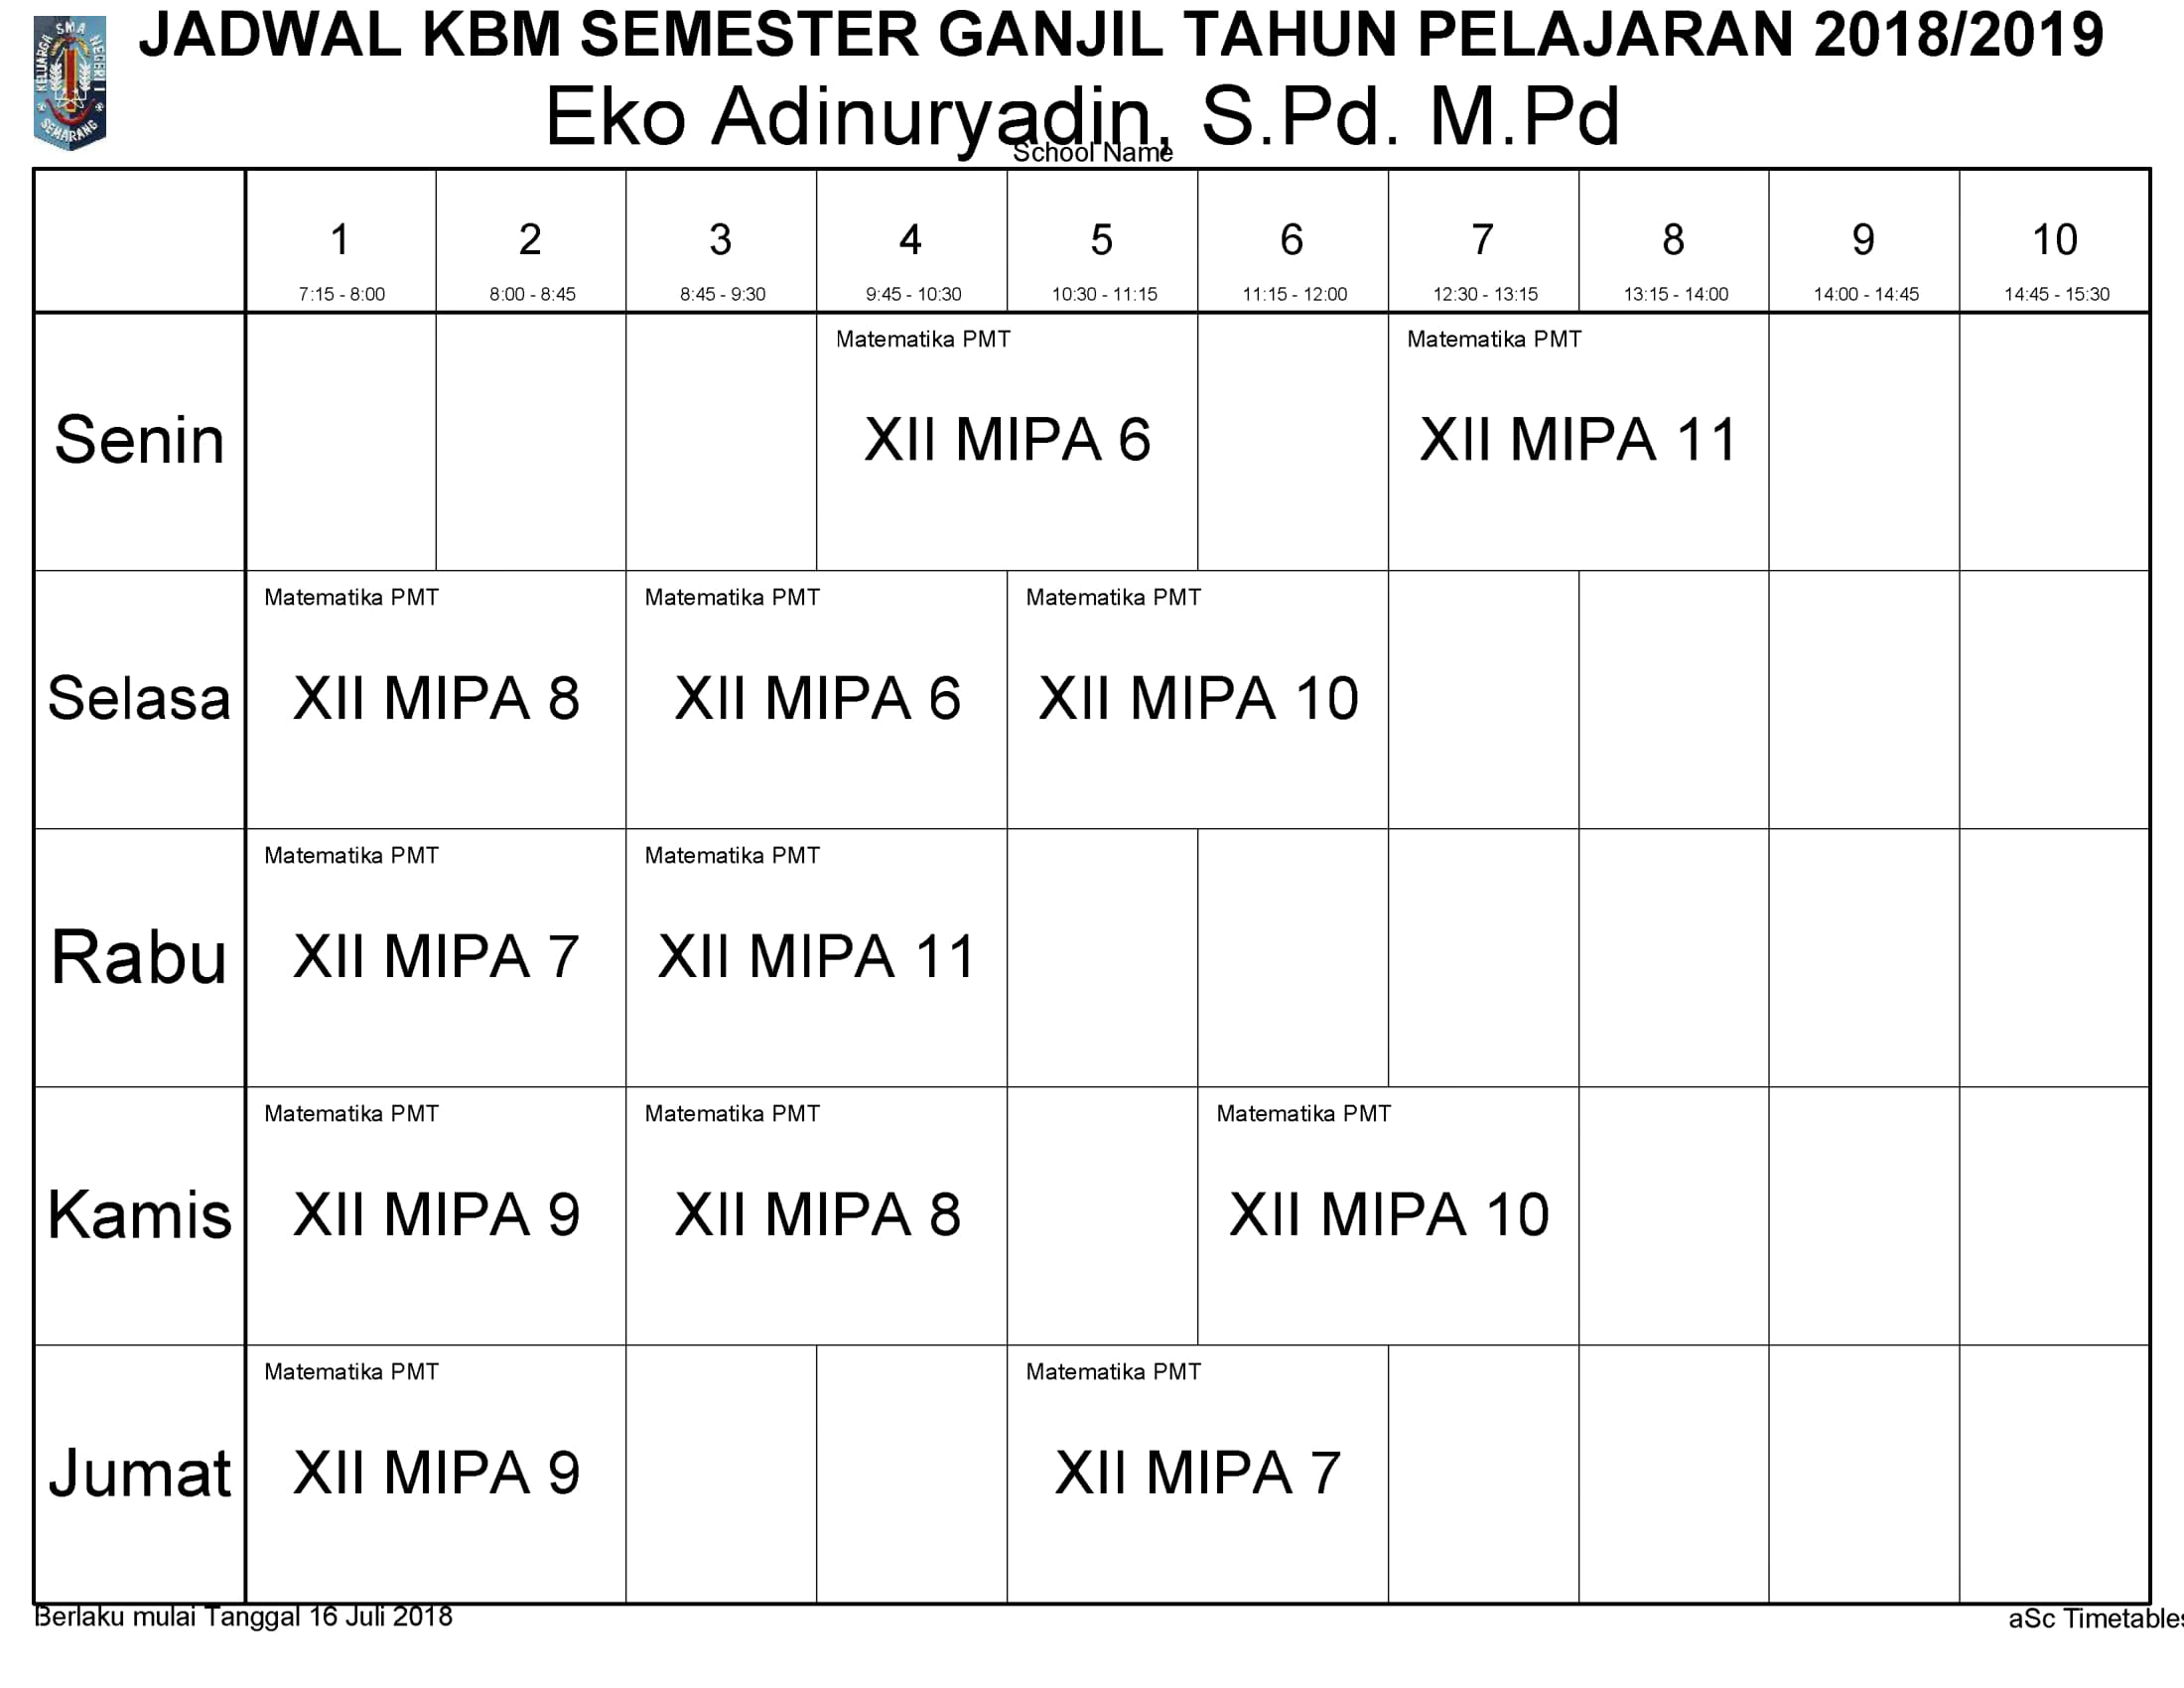 KELUARGA SMA NEGERI 1
SEMARANG
JADWAL KBM SEMESTER GANJIL TAHUN PELAJARAN 2018/2019
Eko Adinuryadin, S.Pd. M.Pd
School Name
1 2 3 4 5 6 7 8 9 10
7:15 - 8:00 8:00 - 8:45 8:45 - 9:30 9:45 - 10:30 10:30 - 11:15 11:15 - 12:00 12:30 - 13:15 13:15 - 14:00 14:00 - 14:45 14:45 - 15:30
Matematika PMT Matematika PMT
Senin XII MIPA 6 XII MIPA 11
Matematika PMT Matematika PMT Matematika PMT
Selasa XII MIPA 8 XII MIPA 6 XII MIPA 10
Matematika PMT Matematika PMT
Rabu XII MIPA 7 XII MIPA 11
Matematika PMT Matematika PMT Matematika PMT
Kamis XII MIPA 9 XII MIPA 8 XII MIPA 10
Matematika PMT Matematika PMT
Jumat XII MIPA 9 XII MIPA 7
Berlaku mulai Tanggal 16 Juli 2018 aSc Timetables